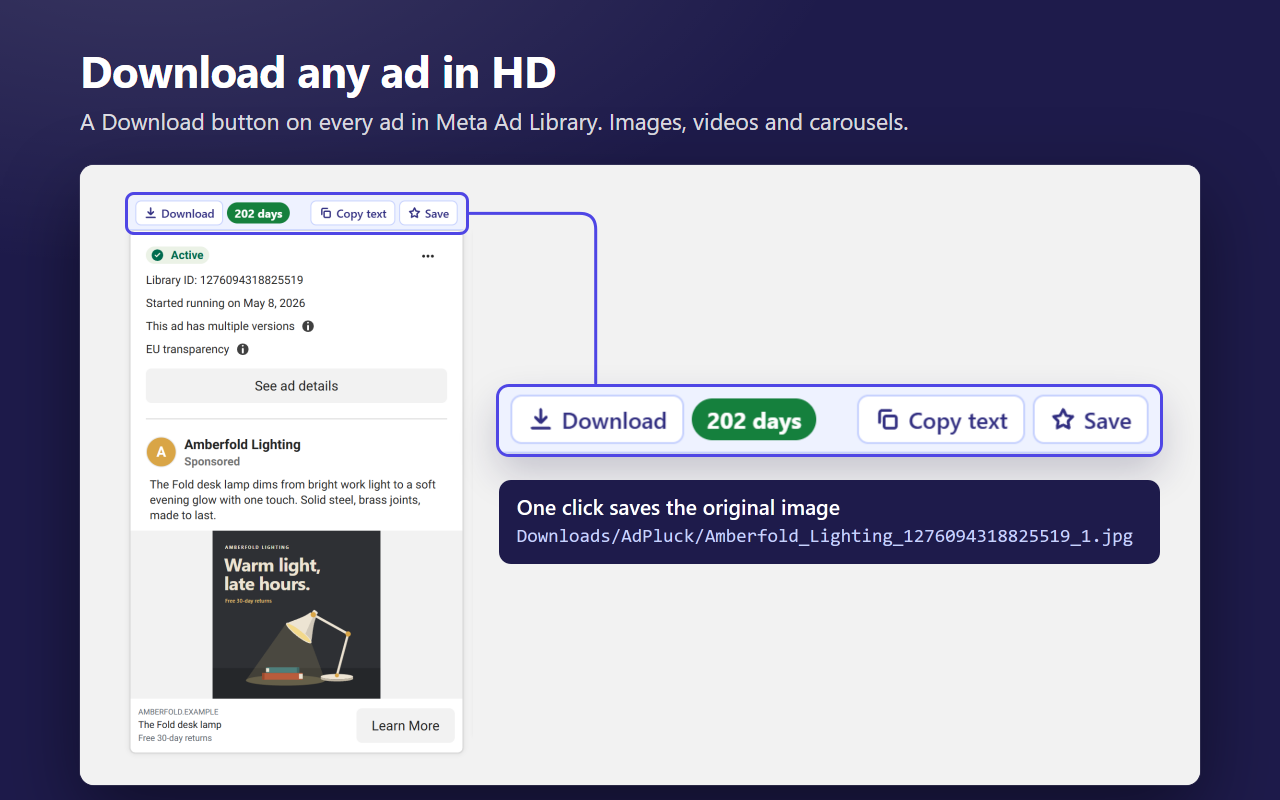 Download any ad in HD
A Download button on every ad in Meta Ad Library. Images, videos and carousels.
Download 202 days Copy text Save
Active
Library ID: 1276094318825519
Started running on May 8, 2026
This ad has multiple versions
EU transparency
See ad details
A
Amberfold Lighting
Sponsored
The Fold desk lamp dims from bright work light to a soft
evening glow with one touch. Solid steel, brass joints,
made to last.
AMBERFOLD LIGHTING
Warm light,
late hours.
Free 30-day returns
AMBERFOLD.EXAMPLE
The Fold desk lamp
Free 30-day returns
Learn More
Download 202 days Copy text Save
One click saves the original image
Downloads/AdPluck/Amberfold_Lighting_1276094318825519_1.jpg